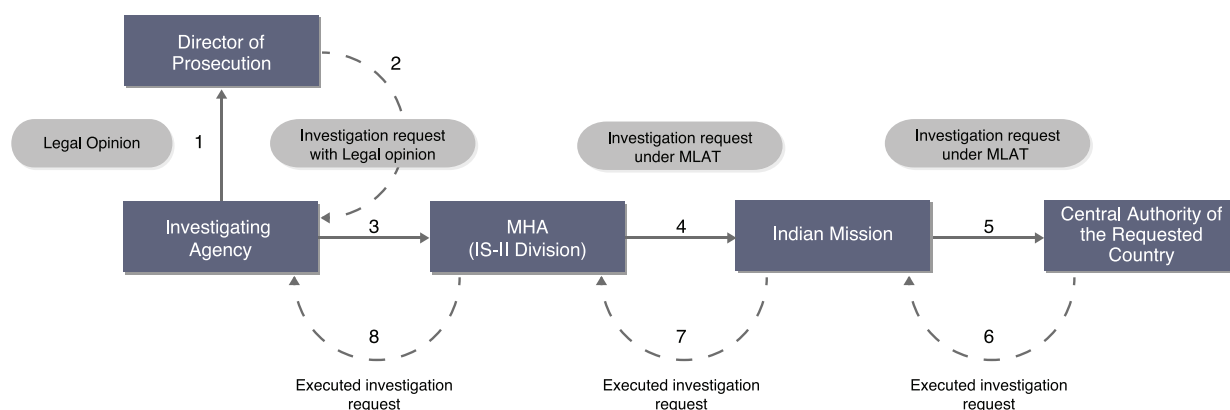 Director of
Prosecution
2
Legal Opinion
1
Investigation request
with Legal opinion
Investigation request
under MLAT
Investigation request
under MLAT
Investigating
Agency
3
MHA
(IS-II Division)
4
Indian Mission
5
Central Authority of
the Requested
Country
8
7
6
Executed investigation
request
Executed investigation
request
Executed investigation
request